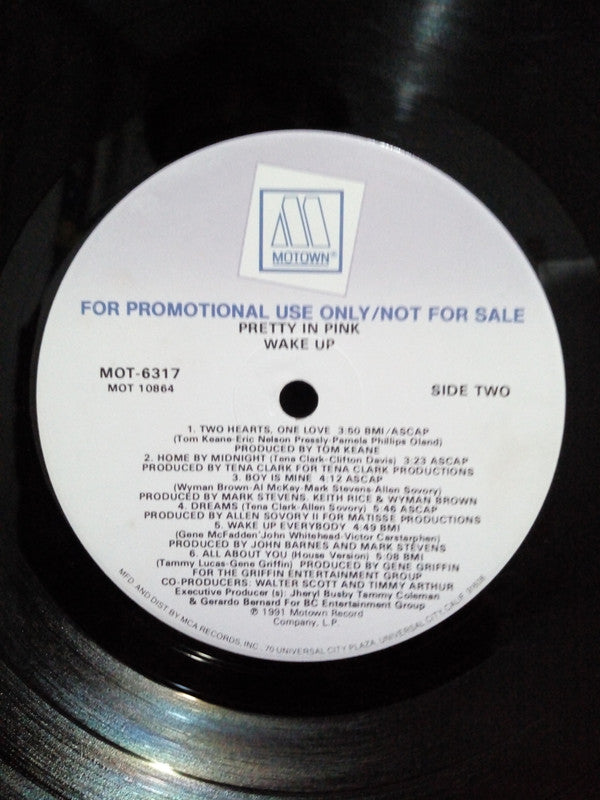 MOTOWN®
FOR PROMOTIONAL USE ONLY/NOT FOR SALE
PRETTY IN PINK
WAKE UP
MOT-6317
MOT 10864
SIDE TWO
1. TWO HEARTS, ONE LOVE 3:50 BMI/ASCAP
(Tom Keane-Eric Nelson Pressly-Pamela Phillips Oland)
PRODUCED BY TOM KEANE
2. HOME BY MIDNIGHT (Tena Clark-Clifton Davis) 3:23 ASCAP
PRODUCED BY TENA CLARK FOR TENA CLARK PRODUCTIONS
3. BOY IS MINE 4:12 ASCAP
(Wyman Brown-Al McKay-Mark Stevens-Allen Sovory)
PRODUCED BY MARK STEVENS, KEITH RICE & WYMAN BROWN
4. DREAMS (Tena Clark-Allen Sovory) 5:46 ASCAP
PRODUCED BY ALLEN SOVORY II FOR MATISSE PRODUCTIONS
5. WAKE UP EVERYBODY 4:49 BMI
(Gene McFadden-John Whitehead-Victor Carstarphen)
PRODUCED BY JOHN BARNES AND MARK STEVENS
6. ALL ABOUT YOU (House Version) 5:08 BMI
(Tammy Lucas-Gene Griffin) PRODUCED BY GENE GRIFFIN
FOR THE GRIFFIN ENTERTAINMENT GROUP
CO-PRODUCERS: WALTER SCOTT AND TIMMY ARTHUR
Executive Producer (s): Jheryl Busby Tammy Coleman
& Gerardo Bernard For BC Entertainment Group
℗ 1991 Motown Record
Company, L.P.
MFD. AND DIST BY MCA RECORDS, INC., 70 UNIVERSAL CITY PLAZA, UNIVERSAL CITY, CALIF.